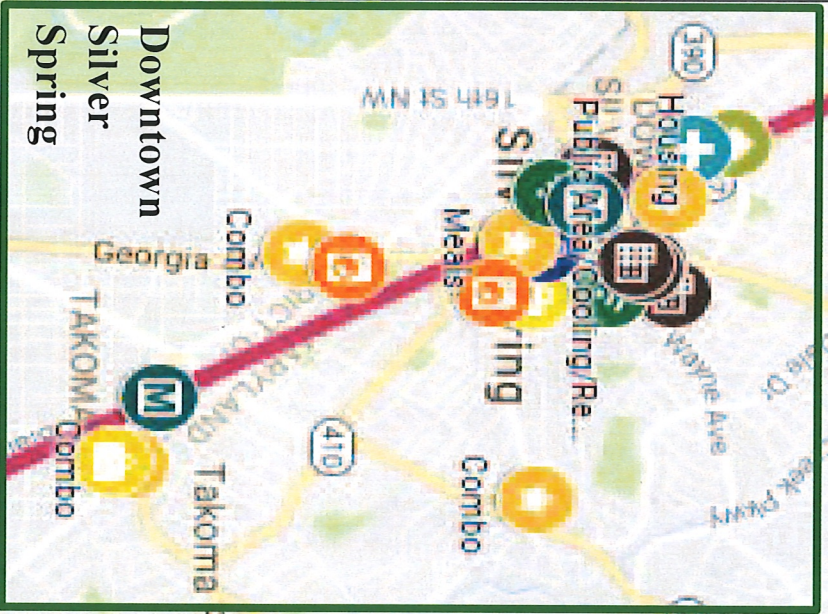 Wayne Ave
390
Housing
Public Area Cooling/Re...
Meals
Combo
16th St NW
410
Combo
Takoma
MARYLAND
Georgia
M
TAKOMA
Combo
Downtown
Silver
Spring